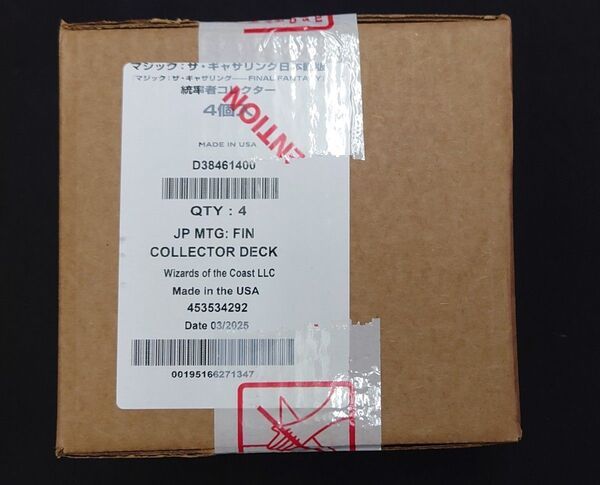 マジック:ザ・ギャザリング日本語版
(マジック:ザ・ギャザリング——FINAL FANTASY)
統率者コレクター
4個入
NTION
MADE IN USA
D38461400
QTY : 4
JP MTG: FIN
COLLECTOR DECK
Wizards of the Coast LLC
Made in the USA
453534292
Date 03/2025
00195166271347